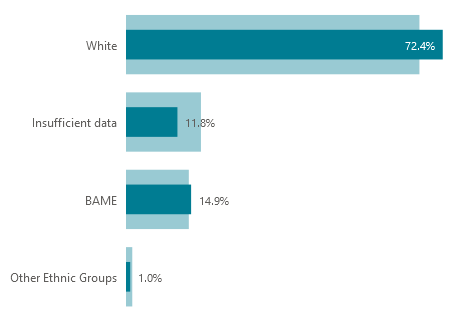 White 72.4%
Insufficient data 11.8%
BAME 14.9%
Other Ethnic Groups 1.0%